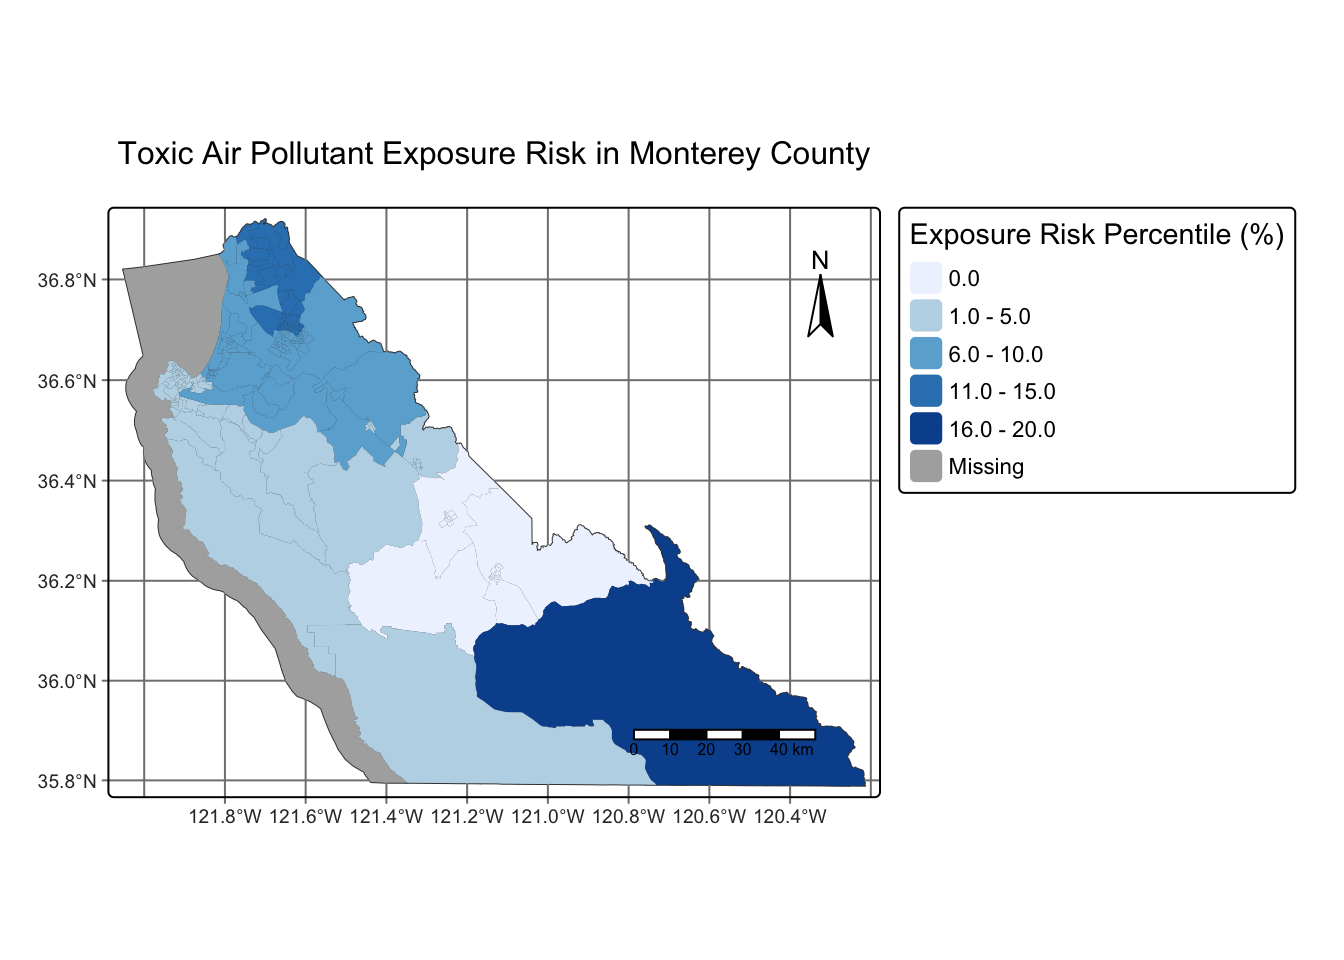 Toxic Air Pollutant Exposure Risk in Monterey County
Exposure Risk Percentile (%)
0.0
1.0 - 5.0
6.0 - 10.0
11.0 - 15.0
16.0 - 20.0
Missing
N
36.8°N
36.6°N
36.4°N
36.2°N
36.0°N
35.8°N
0 10 20 30 40 km
121.8°W 121.6°W 121.4°W 121.2°W 121.0°W 120.8°W 120.6°W 120.4°W